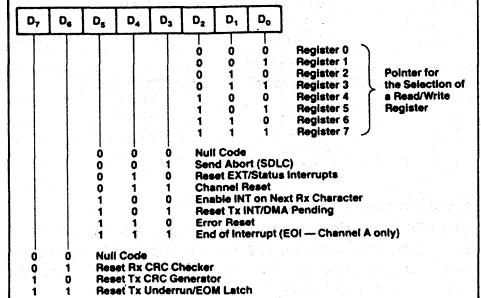 D7 D6 D5 D4 D3 D2 D1 D0
0 0 0 Register 0
0 0 1 Register 1
0 1 0 Register 2
0 1 1 Register 3
1 0 0 Register 4
1 0 1 Register 5
1 1 0 Register 6
1 1 1 Register 7
Pointer for
the Selection of
a Read/Write
Register
0 0 0 Null Code
0 0 1 Send Abort (SDLC)
0 1 0 Reset EXT/Status Interrupts
0 1 1 Channel Reset
1 0 0 Enable INT on Next Rx Character
1 0 1 Reset Tx INT/DMA Pending
1 1 0 Error Reset
1 1 1 End of Interrupt (EOI — Channel A only)
0 0 Null Code
0 1 Reset Rx CRC Checker
1 0 Reset Tx CRC Generator
1 1 Reset Tx Underrun/EOM Latch